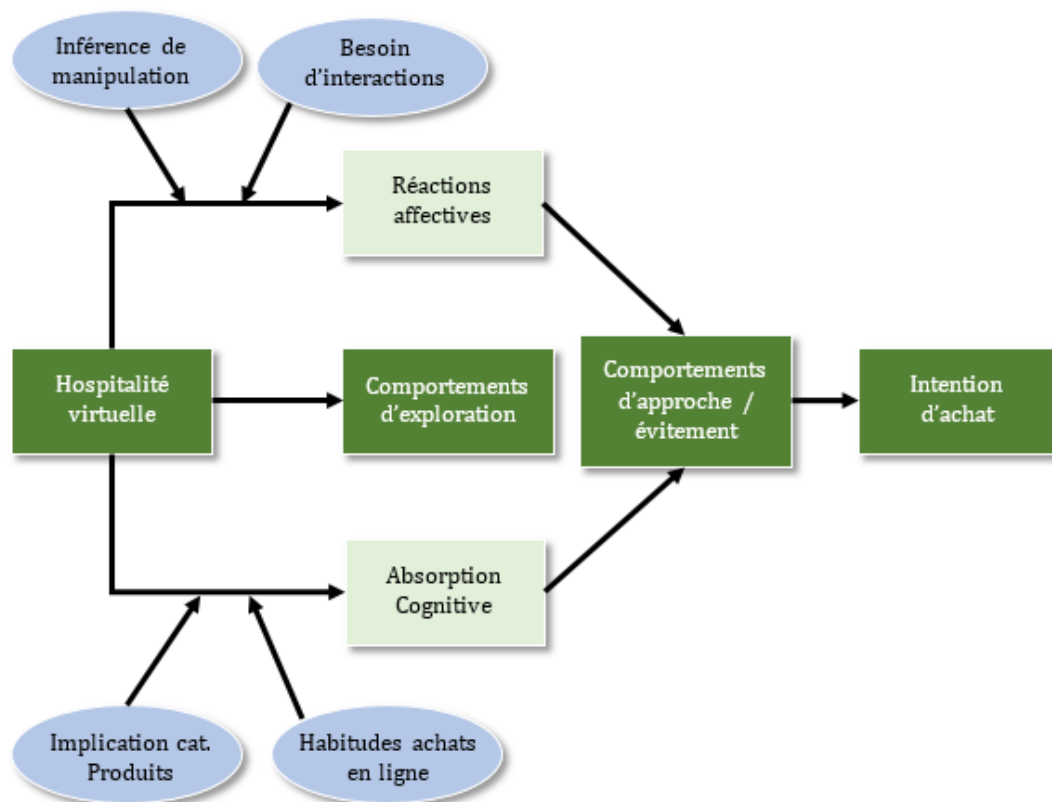 Inférence de
manipulation
Besoin
d'interactions
Réactions
affectives
Hospitalité
virtuelle
Comportements
d'exploration
Comportements
d'approche /
évitement
Intention
d'achat
Absorption
Cognitive
Implication cat.
Produits
Habitudes achats
en ligne